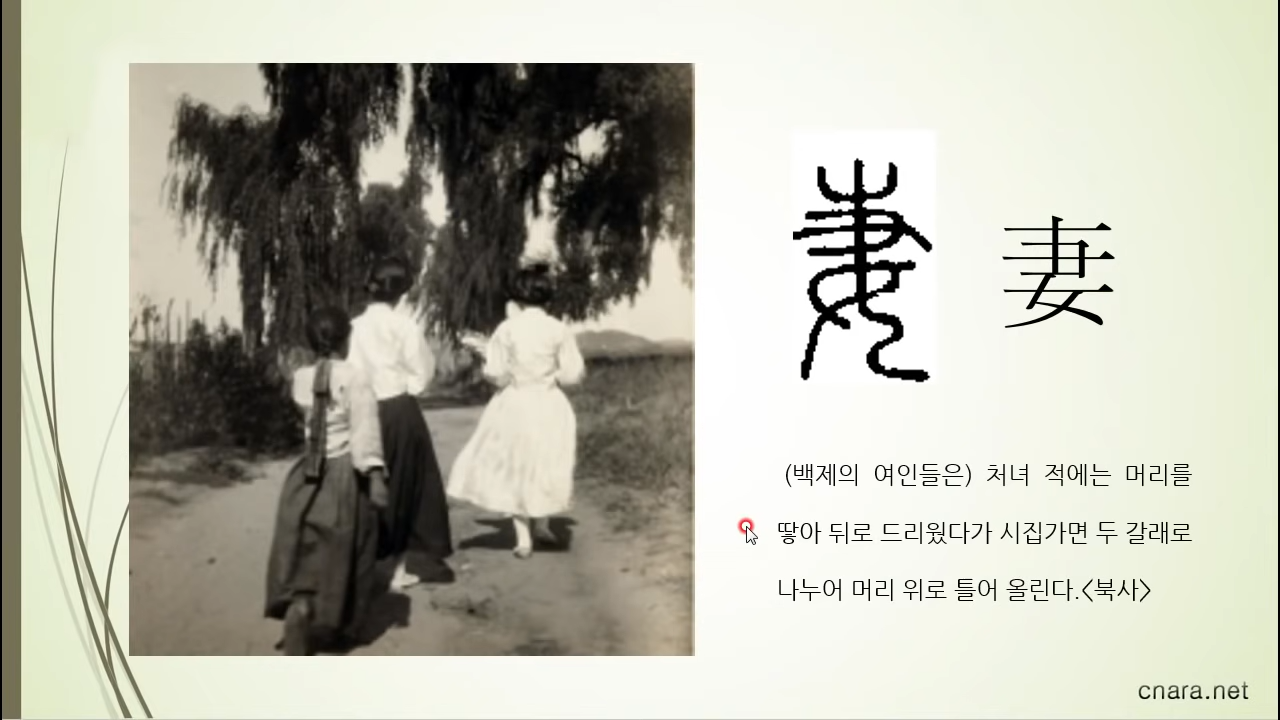 妻 妻
(백제의 여인들은) 처녀 적에는 머리를
땋아 뒤로 드리웠다가 시집가면 두 갈래로
나누어 머리 위로 틀어 올린다.<북사>
cnara.net